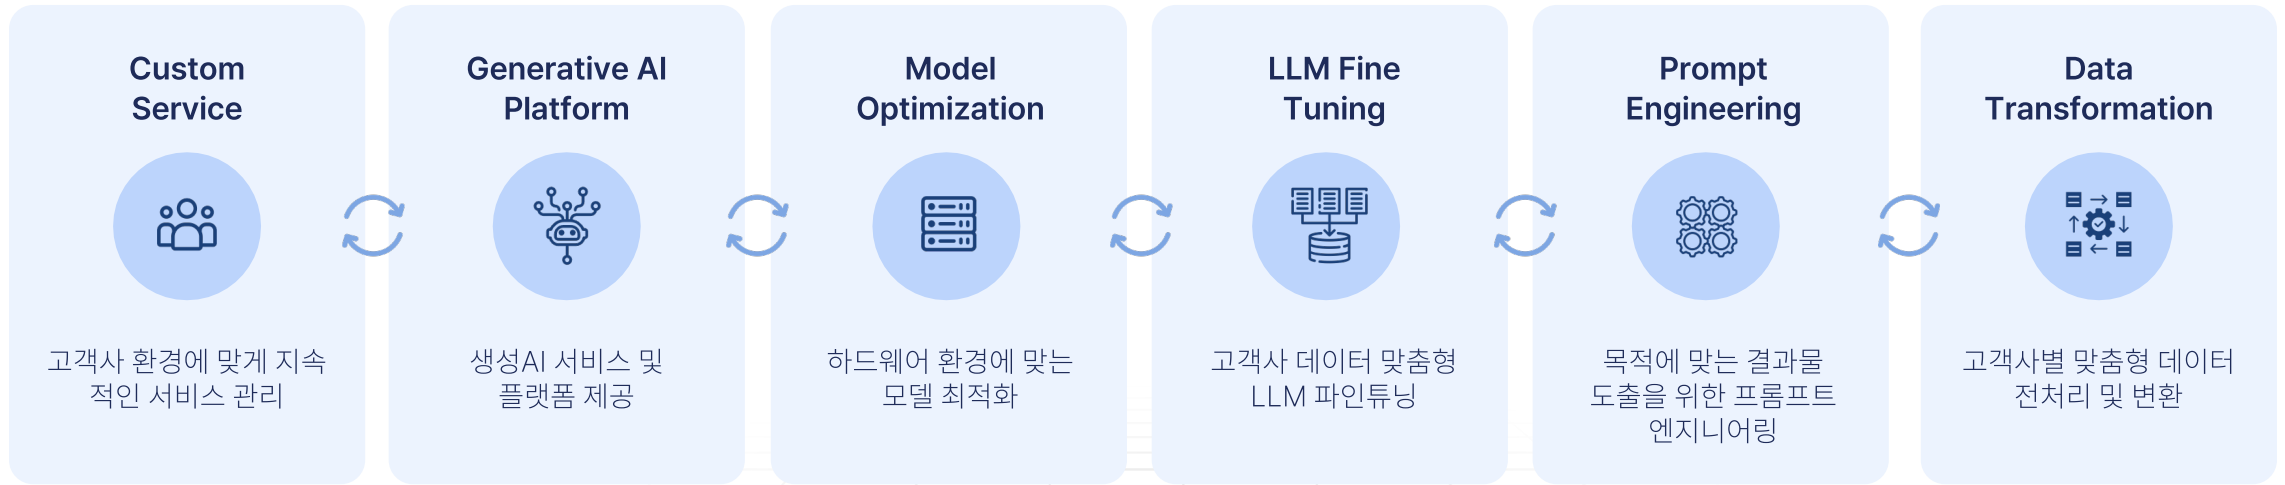 Custom
Service
고객사 환경에 맞게 지속
적인 서비스 관리
Generative AI
Platform
생성AI 서비스 및
플랫폼 제공
Model
Optimization
하드웨어 환경에 맞는
모델 최적화
LLM Fine
Tuning
고객사 데이터 맞춤형
LLM 파인튜닝
Prompt
Engineering
목적에 맞는 결과물
도출을 위한 프롬프트
엔지니어링
Data
Transformation
고객사별 맞춤형 데이터
전처리 및 변환